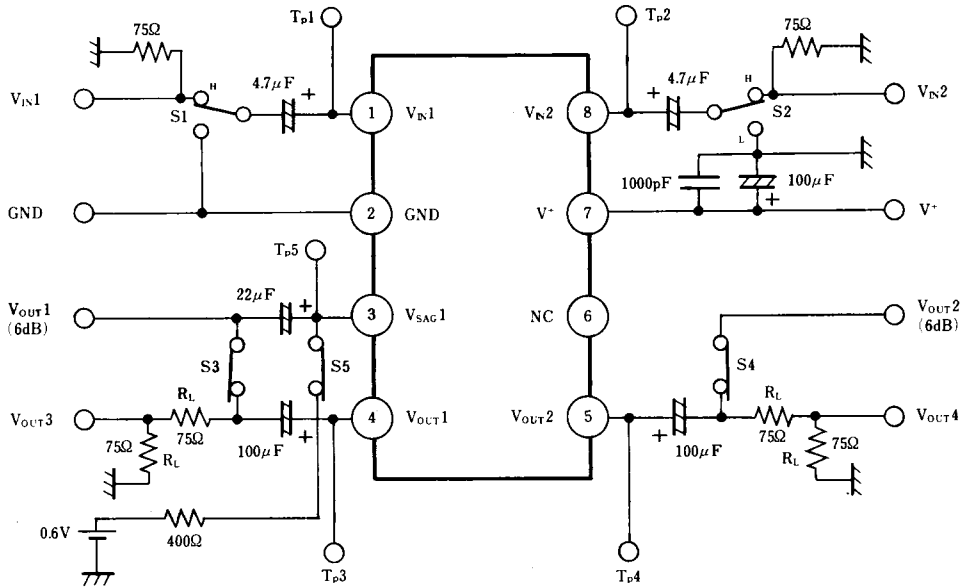 Tp1
Tp2
75Ω
75Ω
4.7μF
+
4.7μF
+
H
H
VIN1
S1
1
VIN1
VIN2
8
S2
VIN2
L
1000pF
100μF
+
GND
2
GND
7
V+
V+
Tp5
VOUT1
(6dB)
22μF
+
3
VSAG1
NC
6
VOUT2
(6dB)
S3
S5
S4
VOUT3
RL
75Ω
100μF
+
4
VOUT1
VOUT2
5
+
100μF
RL
75Ω
VOUT4
75Ω
RL
RL
75Ω
0.6V
400Ω
Tp3
Tp4